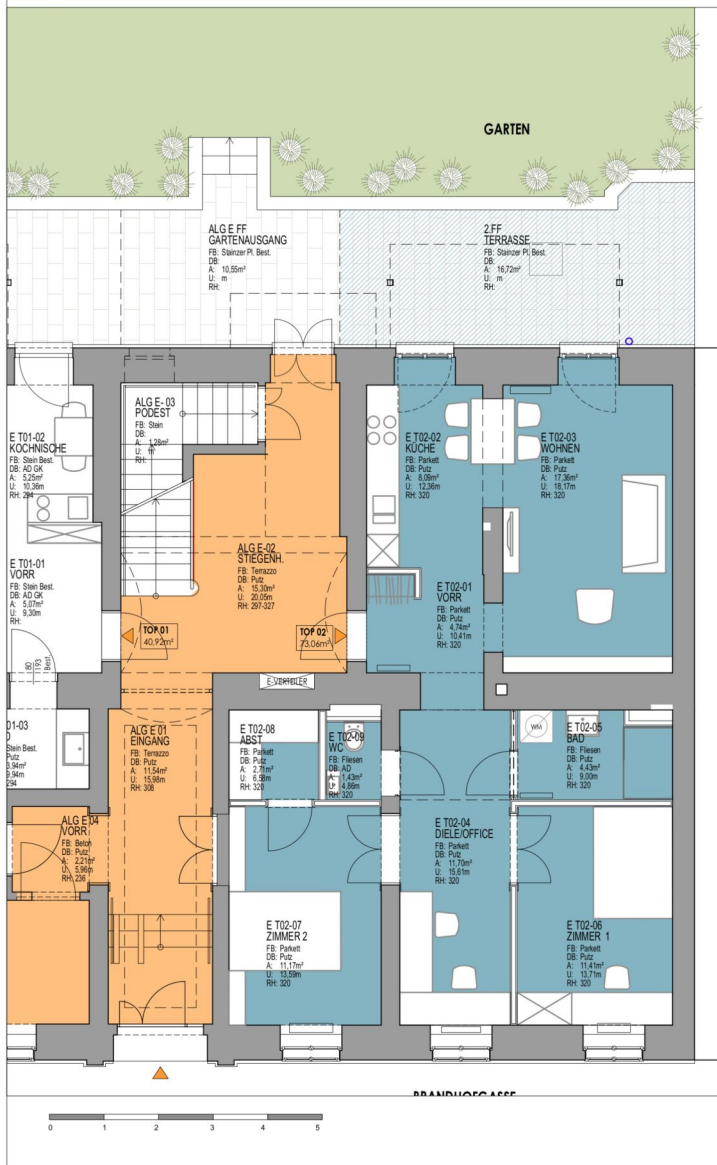 GARTEN
ALG E FF
GARTENAUSGANG
FB: Stainzer Pl. Best.
DB:
A: 10,55m²
U: m
RH:
2.FF
TERRASSE
FB: Stainzer Pl. Best.
DB:
A: 16,72m²
U: m
RH:
ALG E- 03
PODEST
FB: Stein
DB:
A: 1,28m²
U: m
RH:
E T01-02
KOCHNISCHE
FB: Stein Best.
DB: AD GK
A: 5,25m²
U: 10,36m
RH: 294
E T02-02
KÜCHE
FB: Parkett
DB: Putz
A: 8,09m²
U: 12,36m
RH: 320
E T02-03
WOHNEN
FB: Parkett
DB: Putz
A: 17,36m²
U: 18,17m
RH: 320
E T01-01
VORR
FB: Stein Best.
DB: AD GK
A: 5,07m²
U: 9,30m
RH:
ALG E-02
STIEGENH.
FB: Terrazzo
DB: Putz
A: 15,30m²
U: 20,05m
RH: 297-327
E T02-01
VORR
FB: Parkett
DB: Putz
A: 4,74m²
U: 10,41m
RH: 320
TOP 01
40,92m²
TOP 02
73,06m²
80
193
Best.
E-VERTEILER
01-03
D
Stein Best.
Putz
3,94m²
9,94m
294
ALG E 01
EINGANG
FB: Terrazzo
DB: Putz
A: 11,54m²
U: 15,98m
RH: 308
E T02-08
ABST
FB: Parkett
DB: Putz
A: 2,71m²
U: 6,58m
RH: 320
E T02-09
WC
FB: Fliesen
DB: AD
A: 1,43m²
U: 4,86m
RH: 320
WM
E T02-05
BAD
FB: Fliesen
DB: Putz
A: 4,43m²
U: 9,00m
RH: 320
ALG E 04
VORR
FB: Beton
DB: Putz
A: 2,21m²
U: 5,96m
RH: 236
E T02-04
DIELE/OFFICE
FB: Parkett
DB: Putz
A: 11,70m²
U: 15,61m
RH: 320
E T02-07
ZIMMER 2
FB: Parkett
DB: Putz
A: 11,17m²
U: 13,59m
RH: 320
E T02-06
ZIMMER 1
FB: Parkett
DB: Putz
A: 11,41m²
U: 13,71m
RH: 320
BRANDHOFGASSE
0 1 2 3 4 5